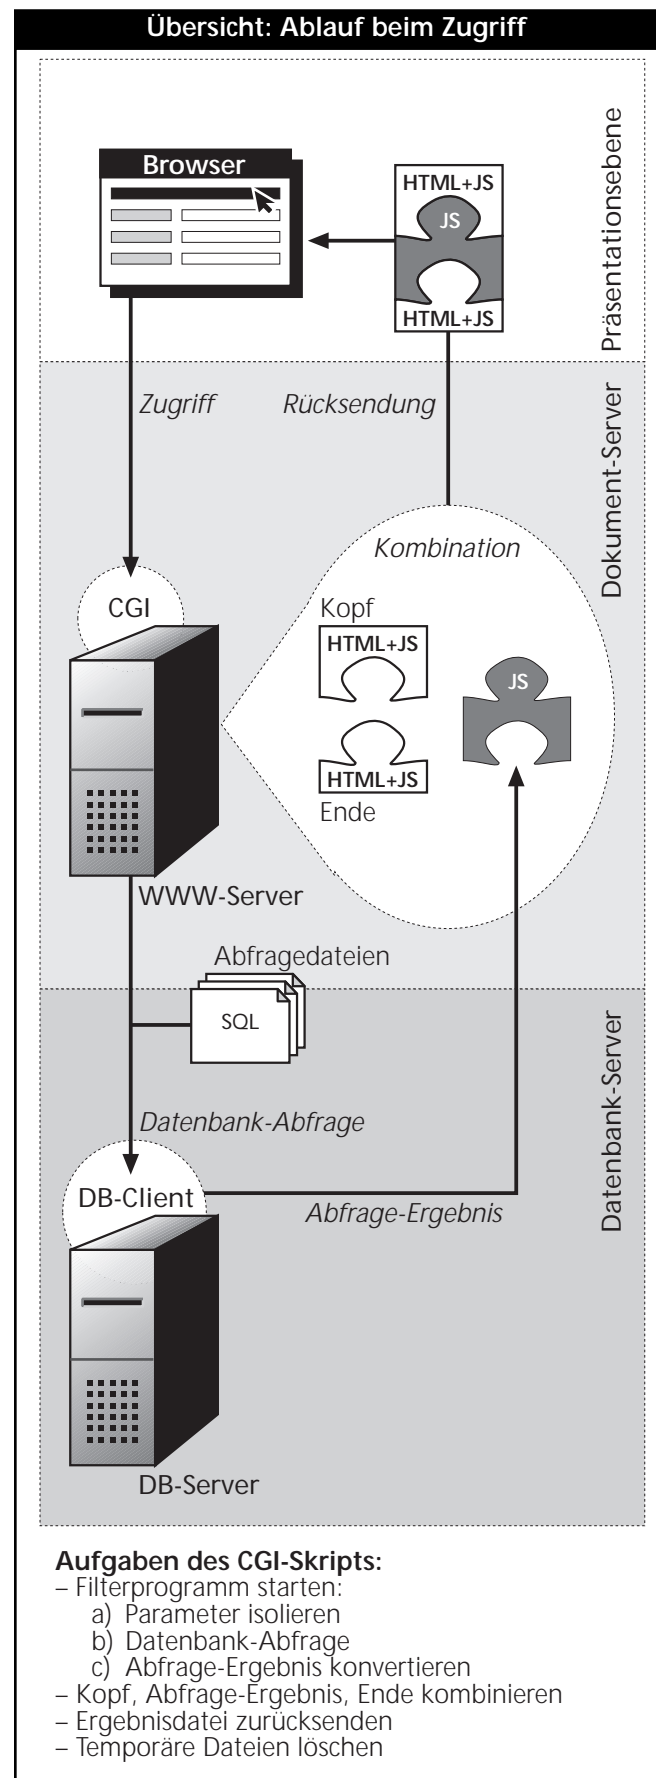 Übersicht: Ablauf beim Zugriff
Präsentationsebene
Browser
HTML+JS
JS
HTML+JS
Dokument-Server
Zugriff
Rücksendung
Kombination
CGI
Kopf
HTML+JS
JS
HTML+JS
Ende
WWW-Server
Abfragedateien
SQL
Datenbank-Server
Datenbank-Abfrage
DB-Client
Abfrage-Ergebnis
DB-Server
Aufgaben des CGI-Skripts:
– Filterprogramm starten:
a) Parameter isolieren
b) Datenbank-Abfrage
c) Abfrage-Ergebnis konvertieren
– Kopf, Abfrage-Ergebnis, Ende kombinieren
– Ergebnisdatei zurücksenden
– Temporäre Dateien löschen